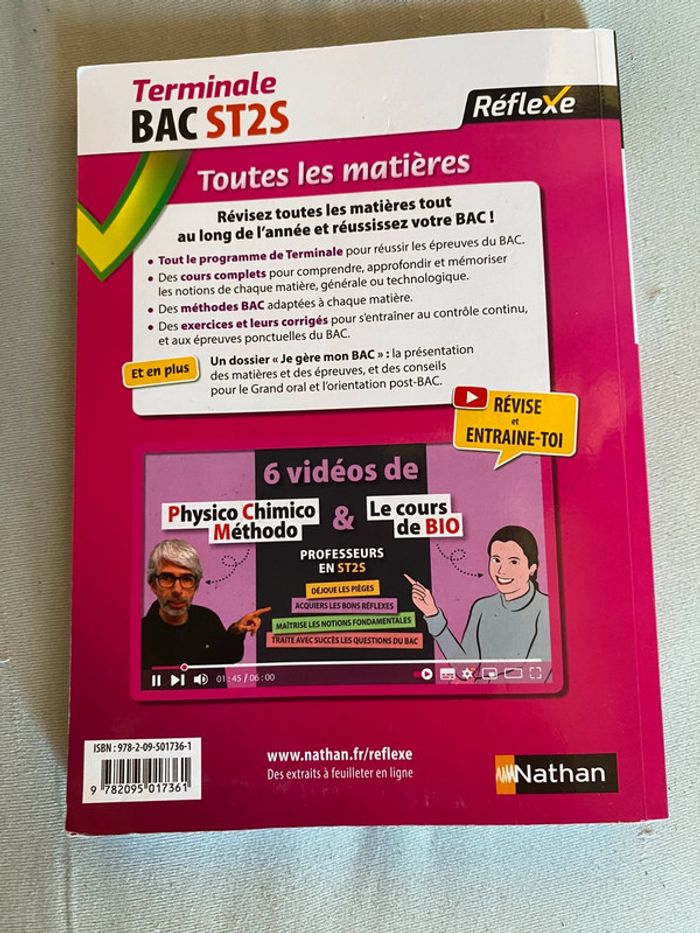 Terminale
BAC ST2S
Réflexe
Toutes les matières
Révisez toutes les matières tout
au long de l'année et réussissez votre BAC !
• Tout le programme de Terminale pour réussir les épreuves du BAC.
• Des cours complets pour comprendre, approfondir et mémoriser
les notions de chaque matière, générale ou technologique.
• Des méthodes BAC adaptées à chaque matière.
• Des exercices et leurs corrigés pour s'entraîner au contrôle continu,
et aux épreuves ponctuelles du BAC.
Et en plus
Un dossier « Je gère mon BAC » : la présentation
des matières et des épreuves, et des conseils
pour le Grand oral et l'orientation post-BAC.
RÉVISE
et
ENTRAINE-TOI
6 vidéos de
Physico Chimico
Méthodo
&
Le cours
de BIO
PROFESSEURS
EN ST2S
DÉJOUE LES PIÈGES
ACQUIERS LES BONS RÉFLEXES
MAÎTRISE LES NOTIONS FONDAMENTALES
TRAITE AVEC SUCCÈS LES QUESTIONS DU BAC
01:45 / 06:00
ISBN : 978-2-09-501736-1
9 782095 017361
www.nathan.fr/reflexe
Des extraits à feuilleter en ligne
Nathan